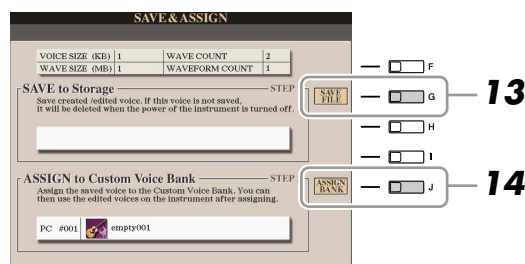 SAVE & ASSIGN
VOICE SIZE (KB) 1 WAVE COUNT 2
WAVE SIZE (MB) 1 WAVEFORM COUNT 1
SAVE to Storage STEP
Save created /edited voice. If this voice is not saved,
it will be deleted when the power of the instrument is turned off.
SAVE
FILE
ASSIGN to Custom Voice Bank STEP
Assign the saved voice to the Custom Voice Bank. You can
then use the edited voices on the instrument after assigning.
ASSIGN
BANK
PC #001 empty001
F
G
H
I
J
13
14